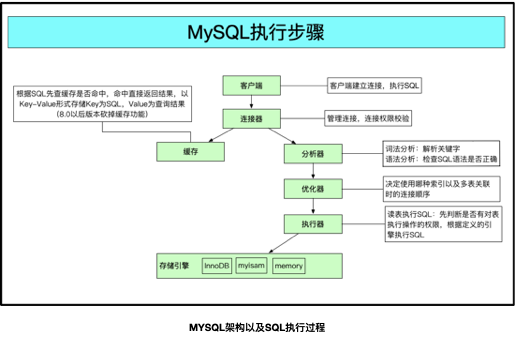 MySQL执行步骤
客户端
客户端建立连接，执行SQL
根据SQL先查缓存是否命中，命中直接返回结果，以
Key-Value形式存储Key为SQL，Value为查询结果
（8.0以后版本砍掉缓存功能）
连接器
管理连接，连接权限校验
缓存
分析器
词法分析：解析关键字
语法分析：检查SQL语法是否正确
优化器
决定使用哪种索引以及多表关联
时的连接顺序
执行器
读表执行SQL：先判断是否有对表
执行操作的权限，根据定义的引
擎执行SQL
存储引擎
InnoDB
myisam
memory
MYSQL架构以及SQL执行过程